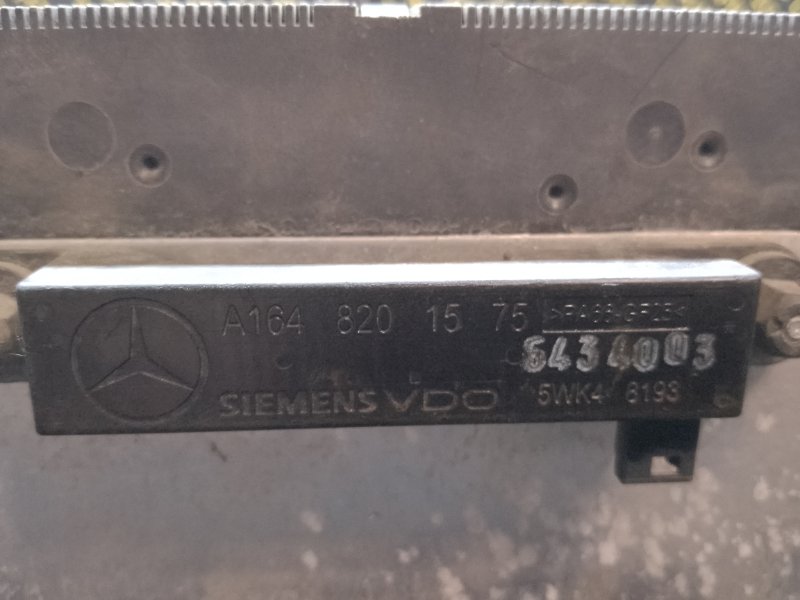 A164 820 15 75 >PA66-GF25<
6434003
SIEMENS VDO 5WK4 8193